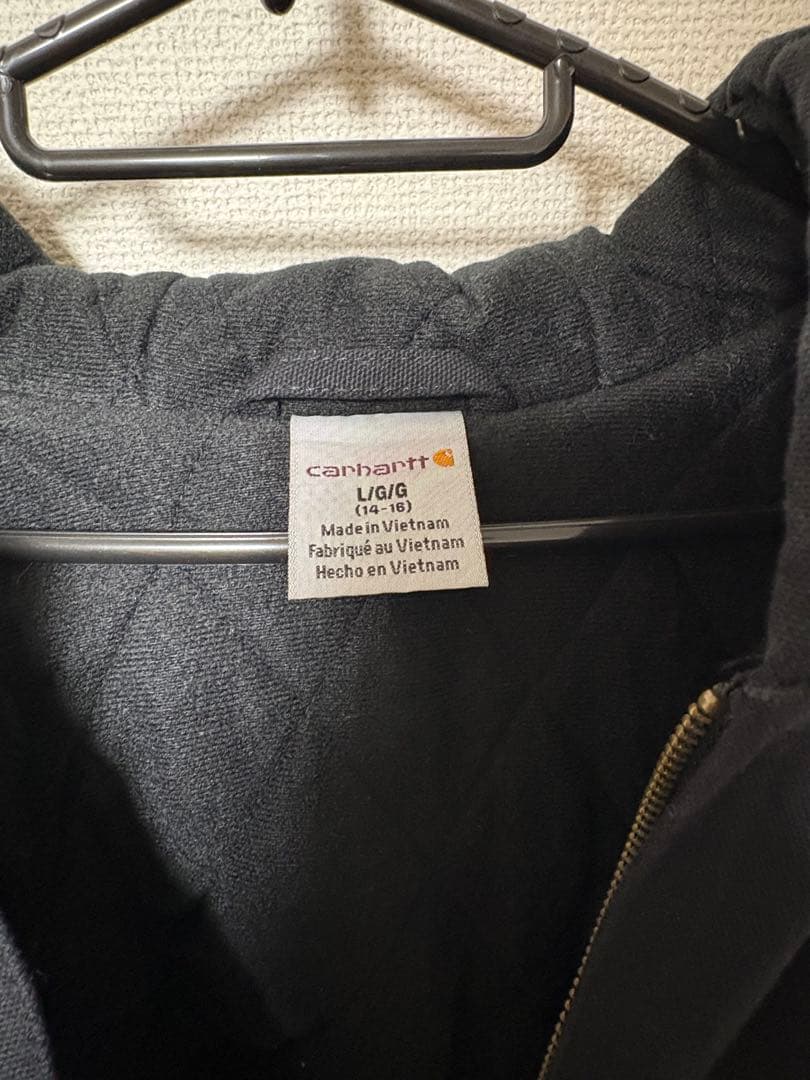 carhartt
L/G/G
(14-16)
Made in Vietnam
Fabriqué au Vietnam
Hecho en Vietnam